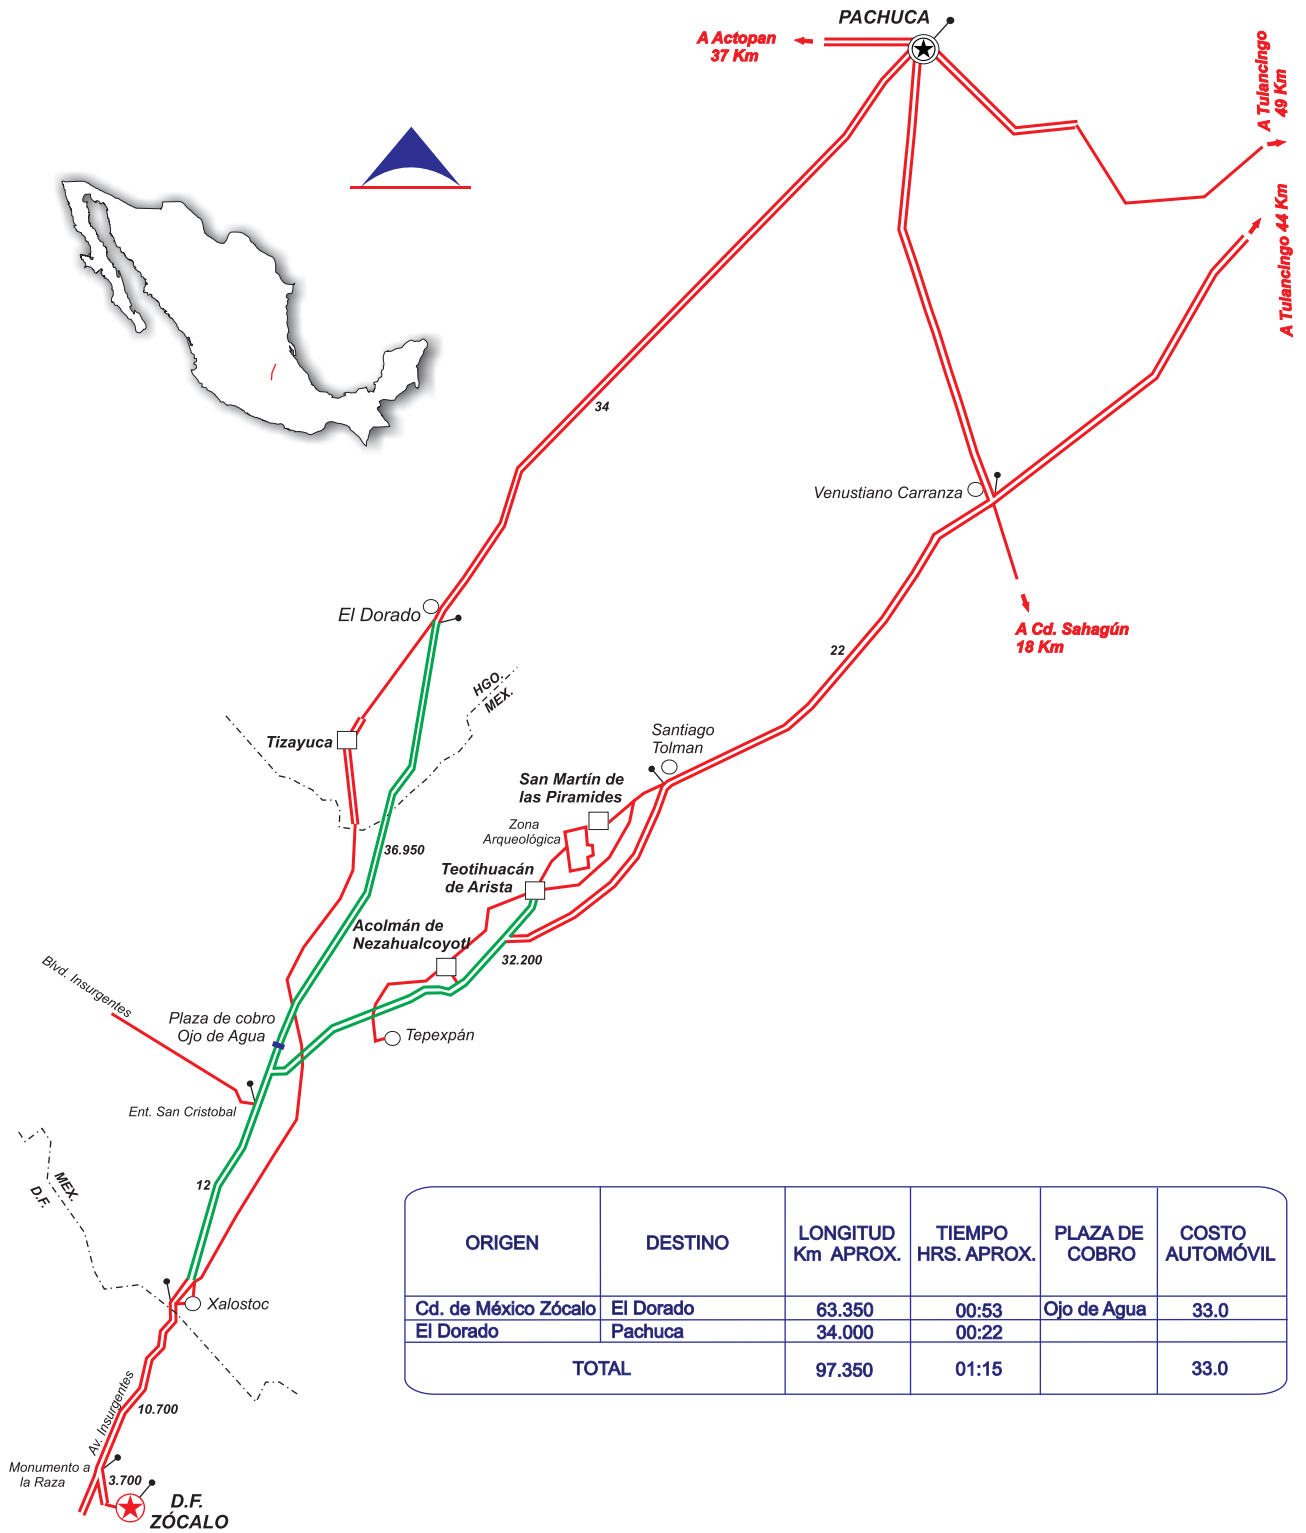 PACHUCA
A Actopan
37 Km
A Tulancingo
49 Km
A Tulancingo 44 Km
34
Venustiano Carranza
El Dorado
A Cd. Sahagún
18 Km
22
HGO.
MEX.
Tizayuca
Santiago
Tolman
San Martín de
las Piramides
Zona
Arqueológica
36.950
Teotihuacán
de Arista
Acolmán de
Nezahualcoyotl
32.200
Blvd. Insurgentes
Plaza de cobro
Ojo de Agua
Tepexpán
Ent. San Cristobal
12
MEX.
D.F.
Xalostoc
Av. Insurgentes
10.700
Monumento a
la Raza
3.700
D.F.
ZÓCALO
ORIGEN DESTINO LONGITUD Km APROX. TIEMPO HRS. APROX. PLAZA DE COBRO COSTO AUTOMÓVIL
Cd. de México Zócalo El Dorado 63.350 00:53 Ojo de Agua 33.0
El Dorado Pachuca 34.000 00:22
TOTAL 97.350 01:15 33.0